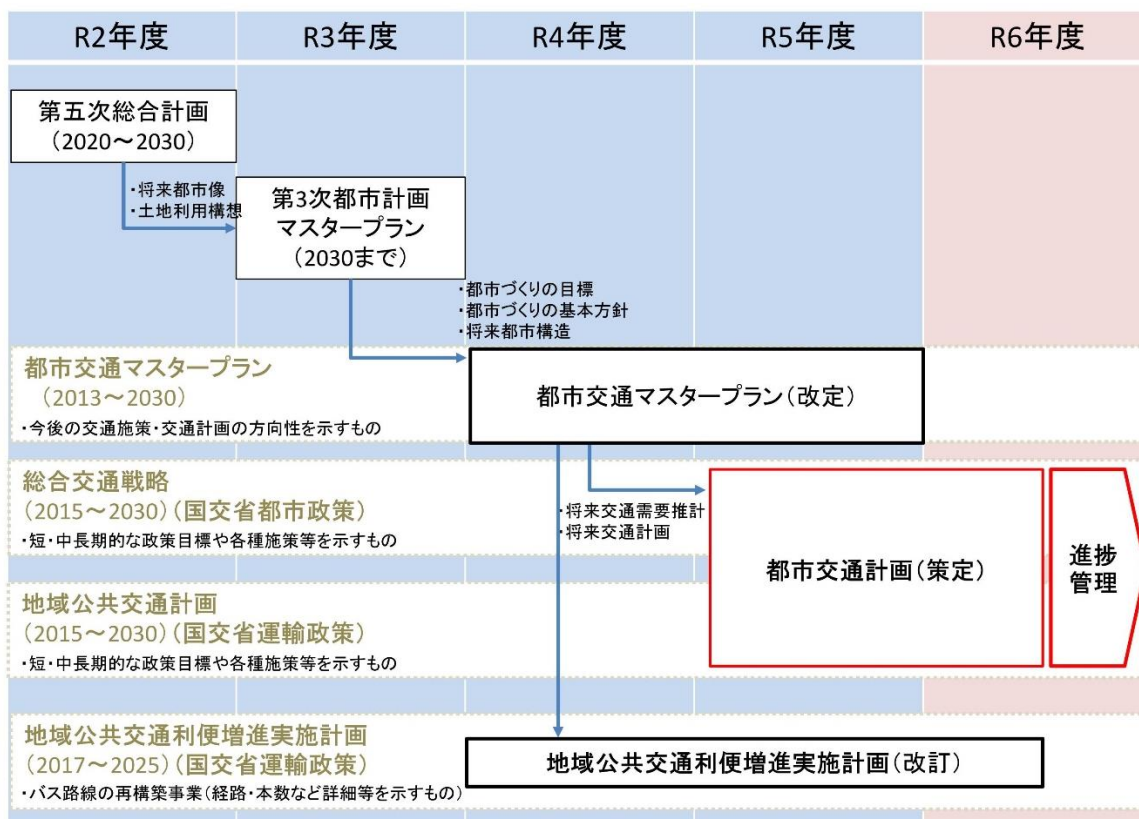 R2年度
R3年度
R4年度
R5年度
R6年度
第五次総合計画
(2020～2030)
・将来都市像
・土地利用構想
第3次都市計画
マスタープラン
(2030まで)
・都市づくりの目標
・都市づくりの基本方針
・将来都市構造
都市交通マスタープラン
(2013～2030)
・今後の交通施策・交通計画の方向性を示すもの
都市交通マスタープラン(改定)
総合交通戦略
(2015～2030)(国交省都市政策)
・短・中長期的な政策目標や各種施策等を示すもの
・将来交通需要推計
・将来交通計画
都市交通計画(策定)
進捗
管理
地域公共交通計画
(2015～2030)(国交省運輸政策)
・短・中長期的な政策目標や各種施策等を示すもの
地域公共交通利便増進実施計画
(2017～2025)(国交省運輸政策)
・バス路線の再構築事業(経路・本数など詳細等を示すもの)
地域公共交通利便増進実施計画(改訂)